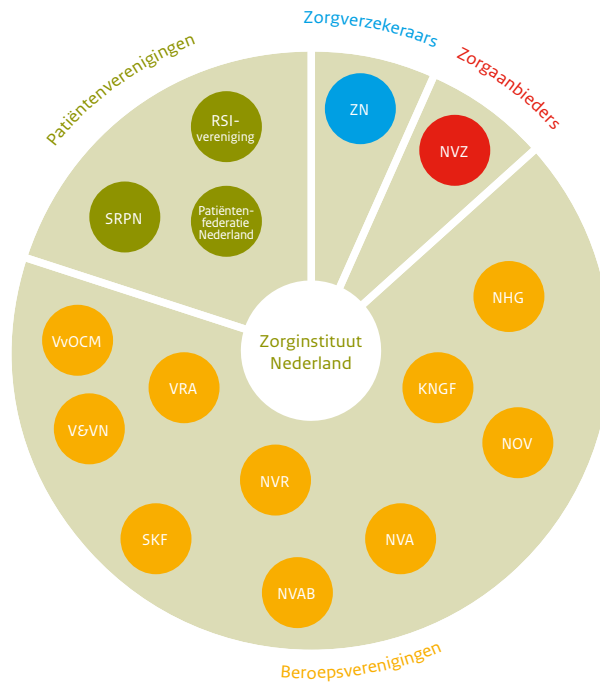 Zorgverzekeraars
Patiëntenverenigingen
Zorgaanbieders
ZN
RSI-
vereniging
NVZ
SRPN
Patiënten-
federatie
Nederland
NHG
VvOCM
Zorginstituut
Nederland
VRA
KNGF
V&VN
NOV
NVR
SKF
NVA
NVAB
Beroepsverenigingen